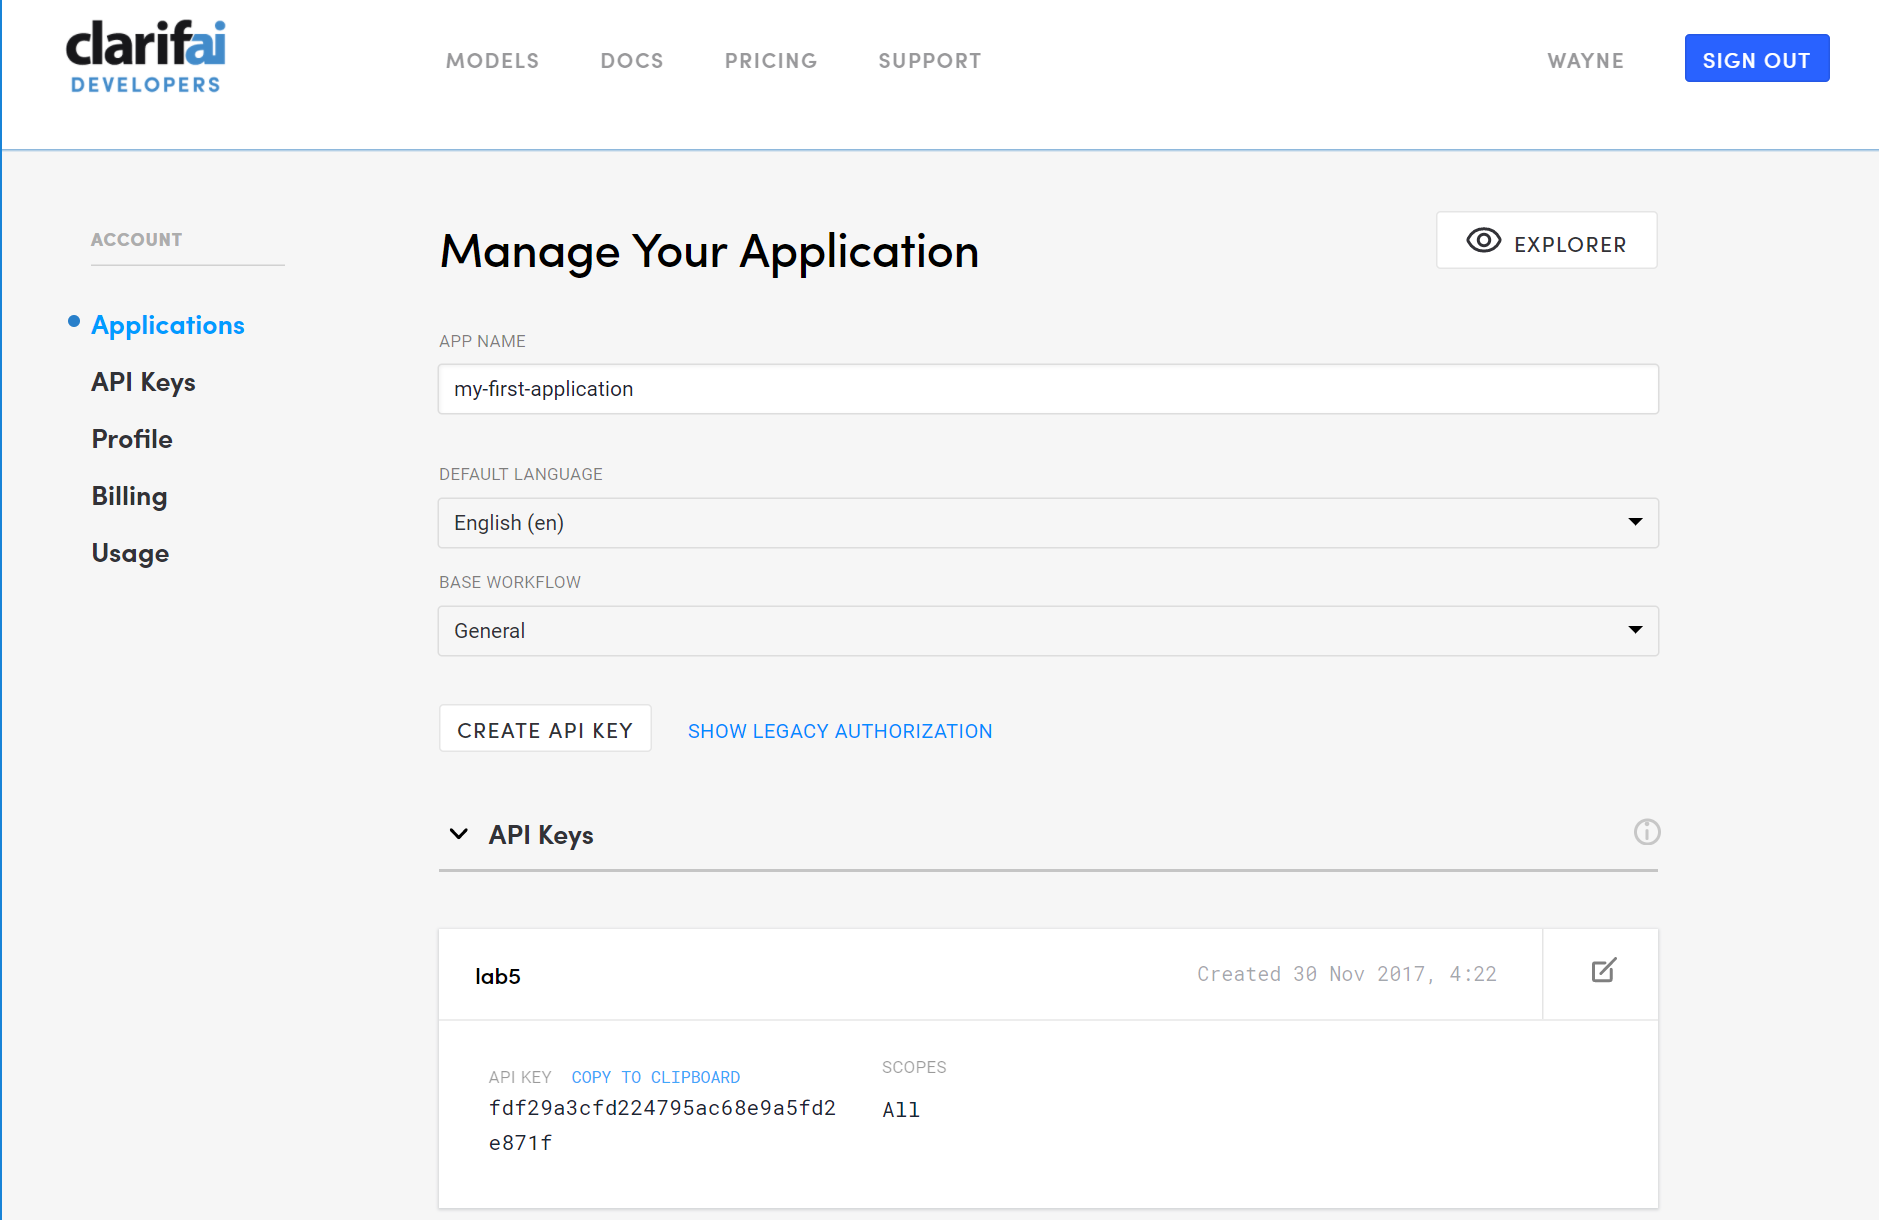 clarifai
DEVELOPERS
MODELS DOCS PRICING SUPPORT WAYNE SIGN OUT
ACCOUNT
Applications
API Keys
Profile
Billing
Usage
Manage Your Application
EXPLORER
APP NAME
my-first-application
DEFAULT LANGUAGE
English (en)
BASE WORKFLOW
General
CREATE API KEY SHOW LEGACY AUTHORIZATION
API Keys
lab5 Created 30 Nov 2017, 4:22
API KEY COPY TO CLIPBOARD SCOPES
fdf29a3cfd224795ac68e9a5fd2 All
e871f